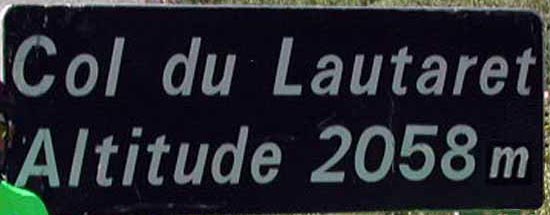 Col du Lautaret
Altitude 2058 m